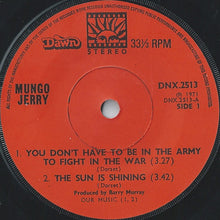 Dawn
33⅓ RPM
STEREO
MUNGO
JERRY
DNX.2513
℗ 1971
DNX.2513-A
SIDE 1
1. YOU DON'T HAVE TO BE IN THE ARMY
TO FIGHT IN THE WAR (3.27)
(Dorset)
2. THE SUN IS SHINING (3.42)
(Dorset)
Produced by Barry Murray
OUR MUSIC (1, 2)